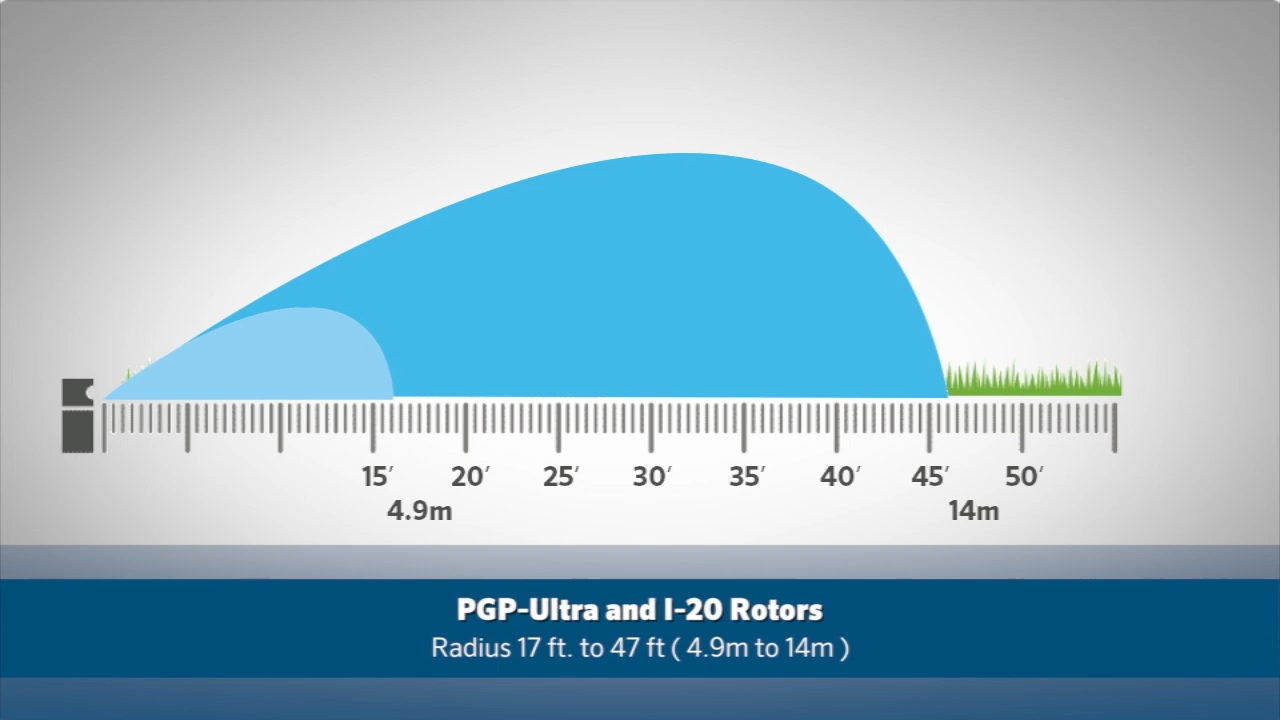 15′ 20′ 25′ 30′ 35′ 40′ 45′ 50′
4.9m 14m
PGP-Ultra and I-20 Rotors
Radius 17 ft. to 47 ft ( 4.9m to 14m )